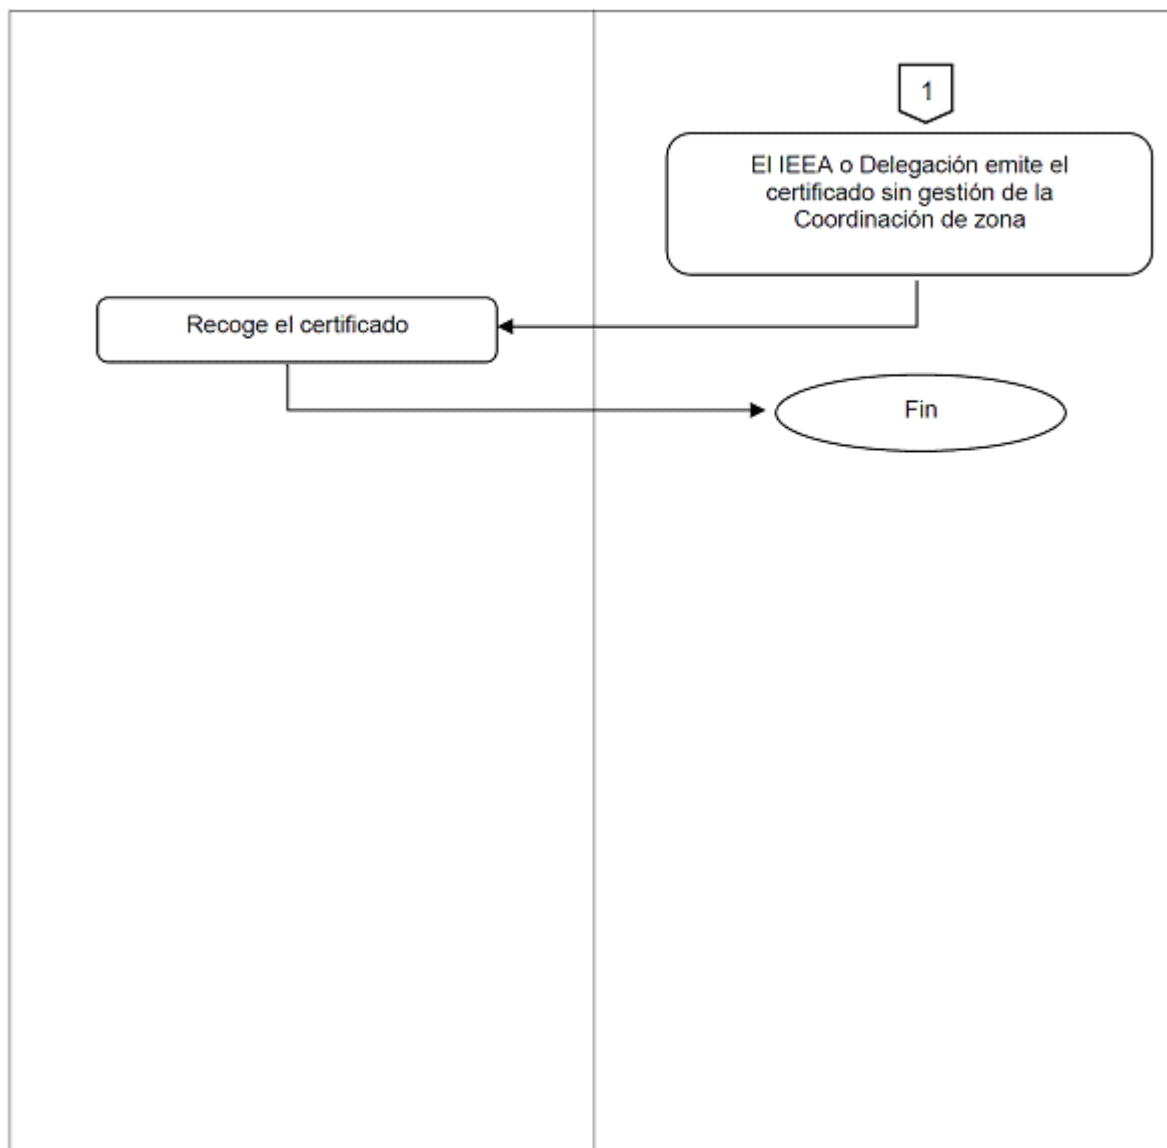 1
El IEEA o Delegación emite el
certificado sin gestión de la
Coordinación de zona
Recoge el certificado
Fin